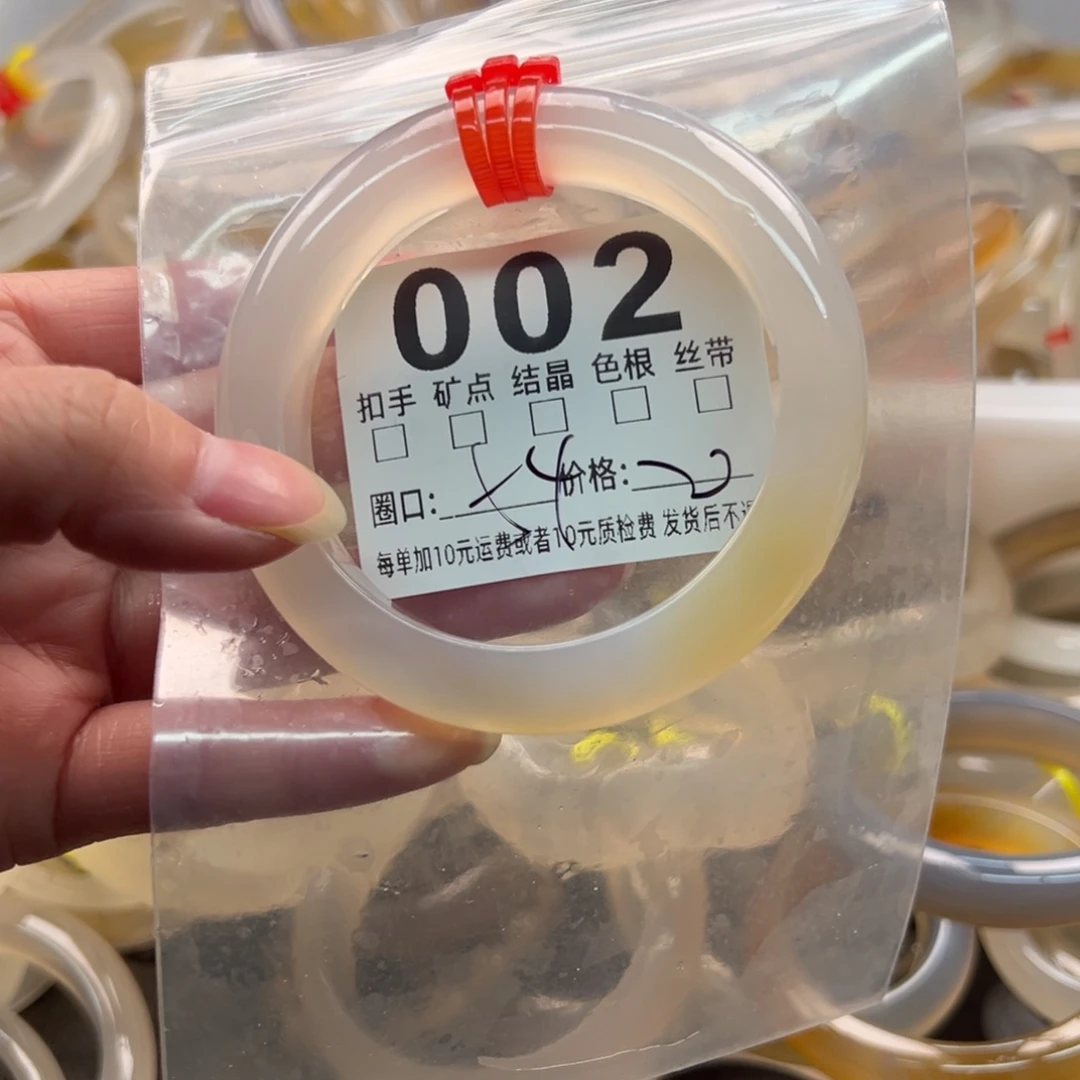 002
扣手 矿点 结晶 色根 丝带
圈口: 价格:
每单加10元运费或者10元质检费 发货后不